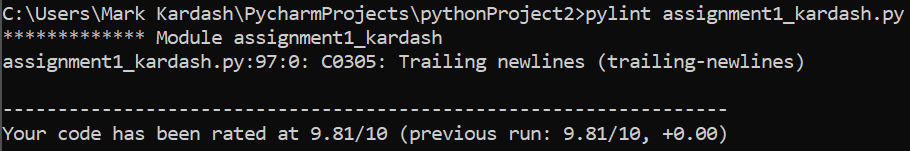 C:\Users\Mark Kardash\PycharmProjects\pythonProject2>pylint assignment1_kardash.py
************* Module assignment1_kardash
assignment1_kardash.py:97:0: C0305: Trailing newlines (trailing-newlines)
------------------------------------------------------------------
Your code has been rated at 9.81/10 (previous run: 9.81/10, +0.00)